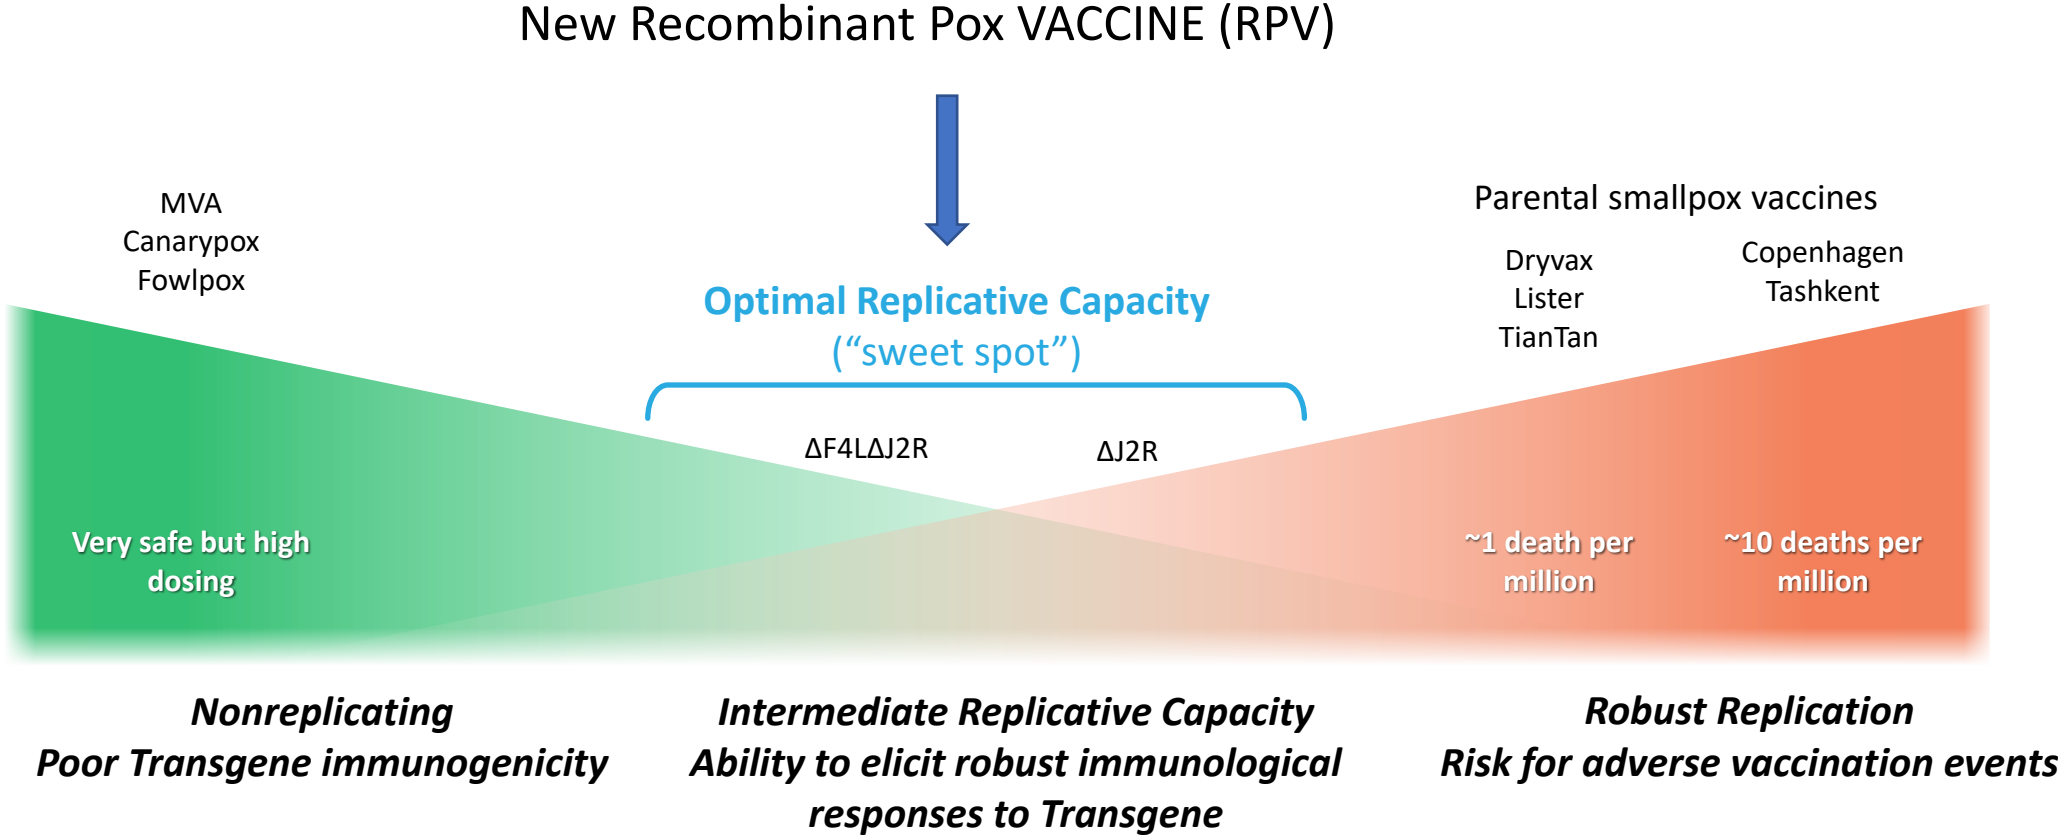 New Recombinant Pox VACCINE (RPV)
MVA
Canarypox
Fowlpox
Parental smallpox vaccines
Dryvax
Lister
TianTan
Copenhagen
Tashkent
Optimal Replicative Capacity
(“sweet spot”)
ΔF4LΔJ2R
ΔJ2R
Very safe but high
dosing
~1 death per
million
~10 deaths per
million
Nonreplicating
Poor Transgene immunogenicity
Intermediate Replicative Capacity
Ability to elicit robust immunological
responses to Transgene
Robust Replication
Risk for adverse vaccination events